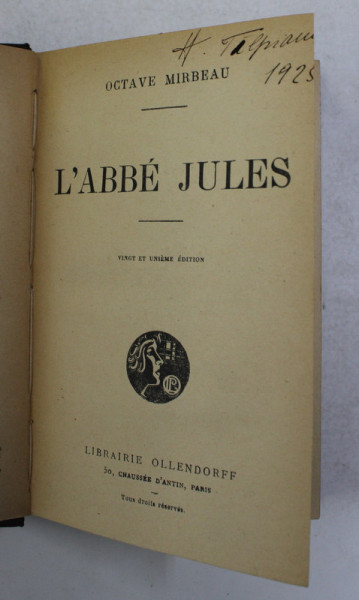 H.
1925
OCTAVE MIRBEAU
L'ABBÉ JULES
VINGT ET UNIÈME ÉDITION
LIBRAIRIE OLLENDORFF
50, CHAUSSÉE D'ANTIN, PARIS
Tous droits réservés.